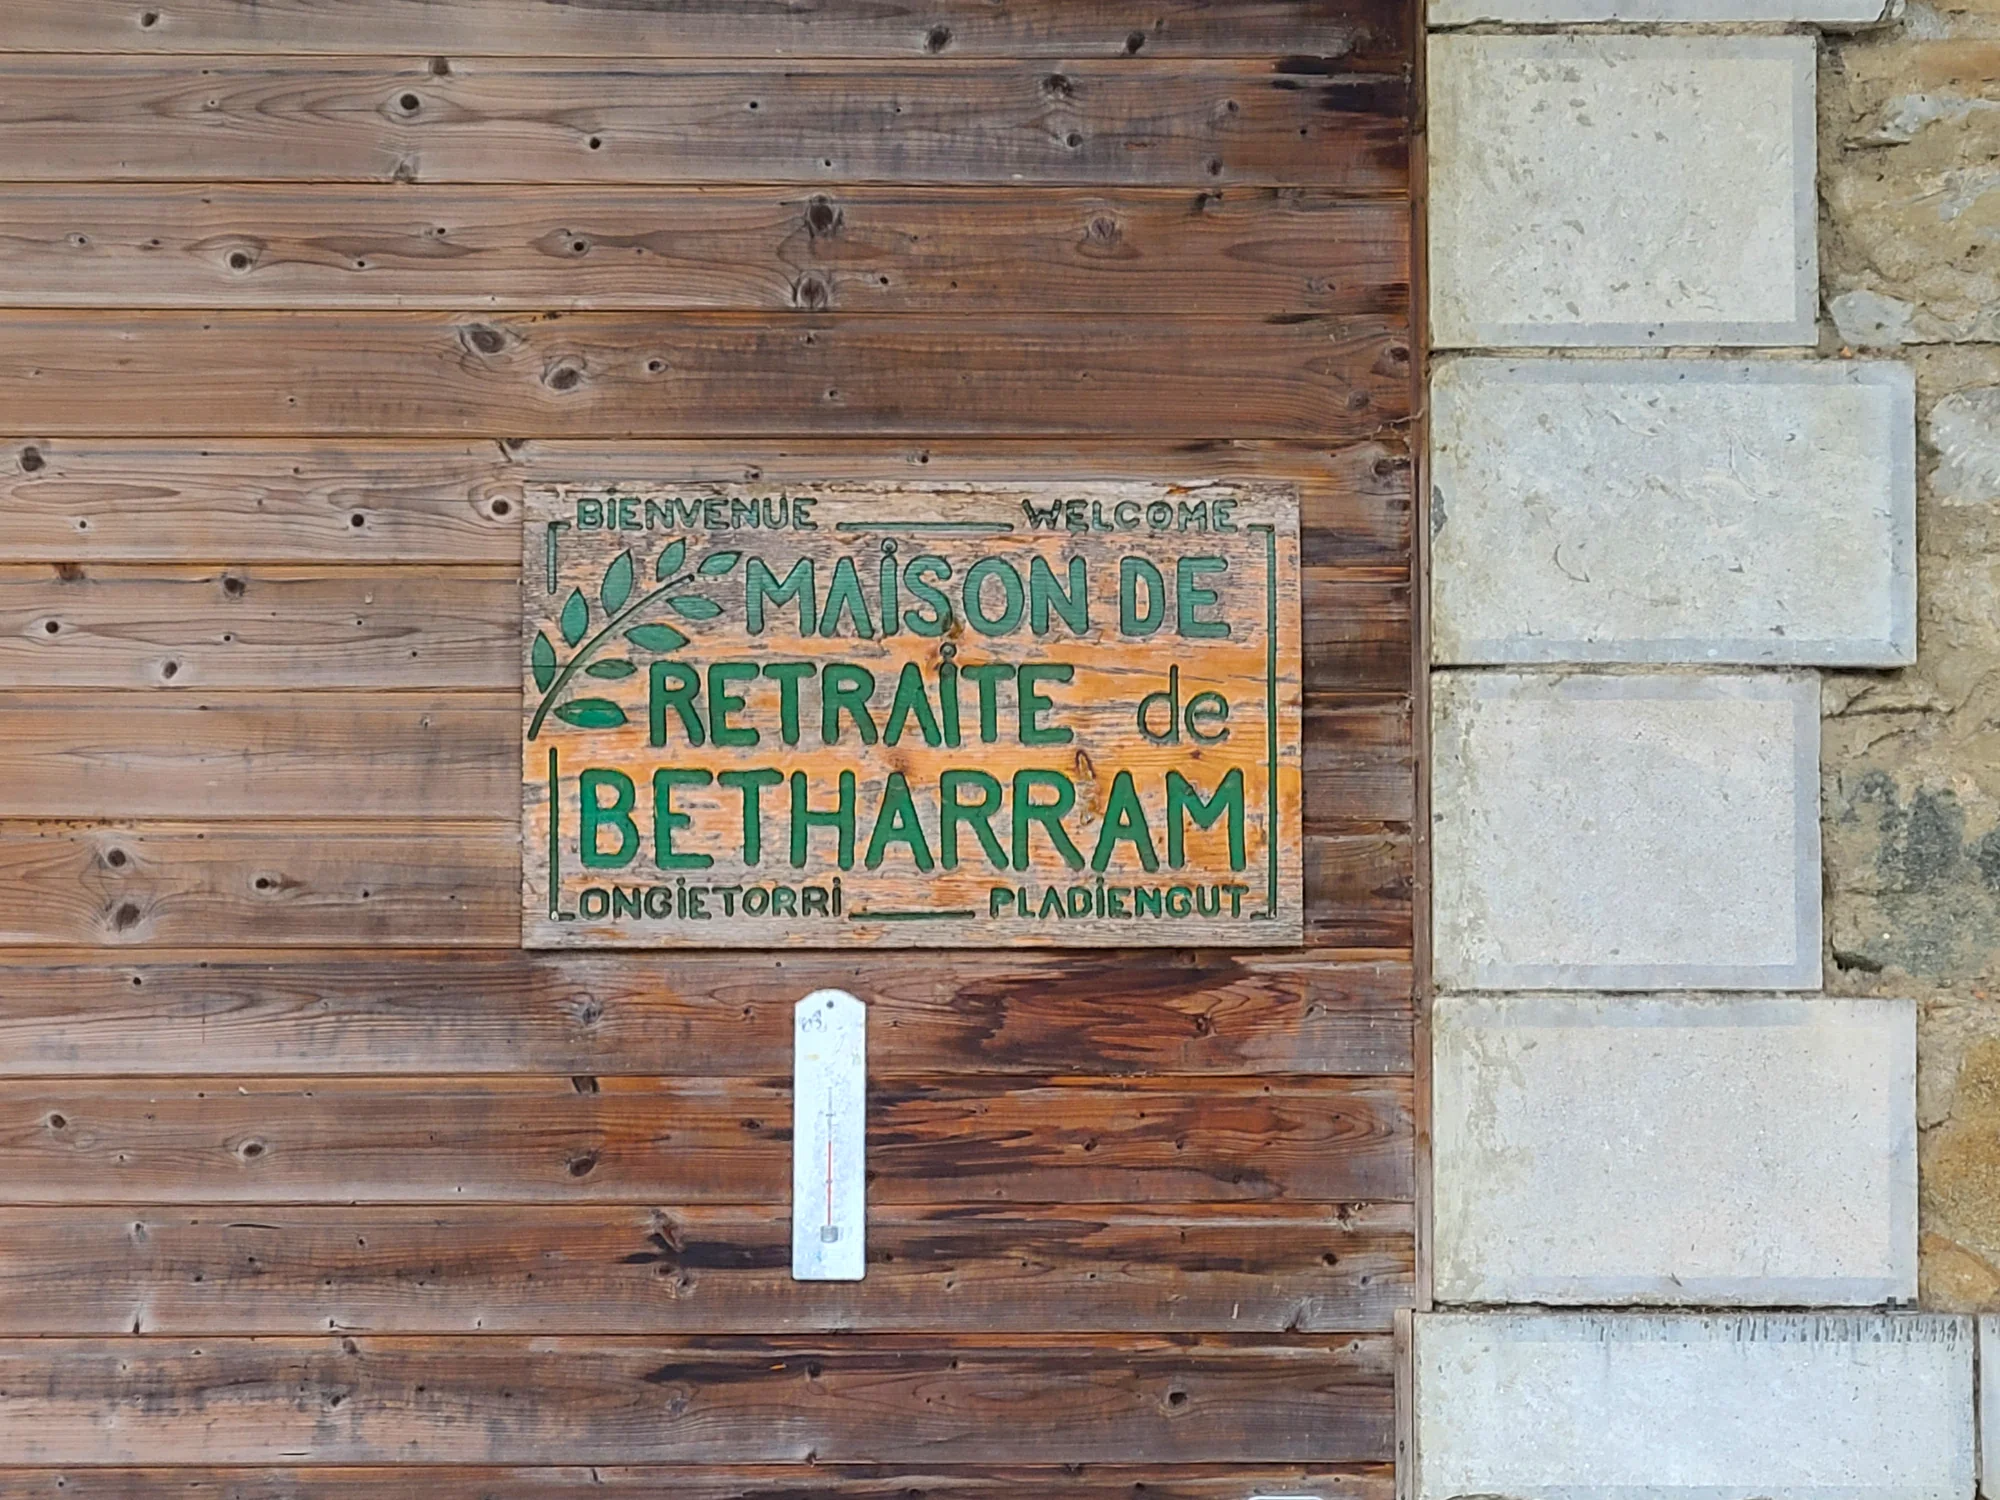 BiENVENUE WELCOME
MAiSON DE
RETRAiTE de
BETHARRAM
ONGiETORRi PLADiENGUT